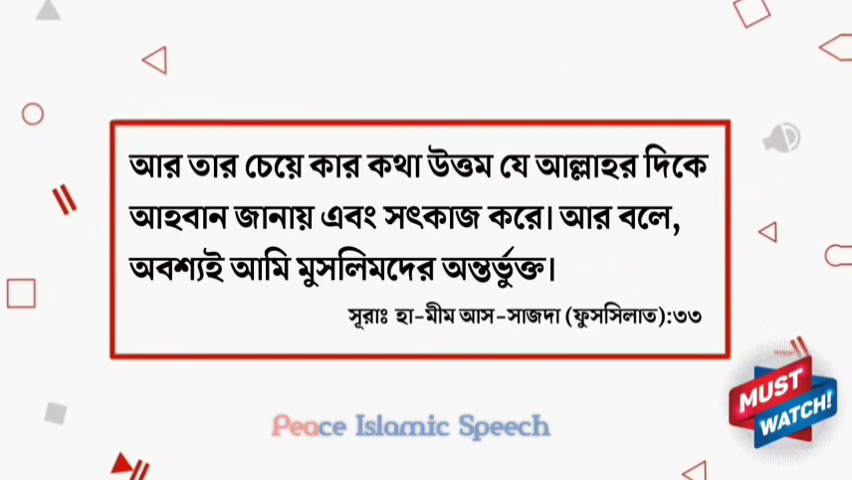 আর তার চেয়ে কার কথা উত্তম যে আল্লাহর দিকে
আহবান জানায় এবং সৎকাজ করে। আর বলে,
অবশ্যই আমি মুসলিমদের অন্তর্ভুক্ত।
সূরাঃ হা-মীম আস-সাজদা (ফুসসিলাত):৩৩
MUST
WATCH!
Peace Islamic Speech